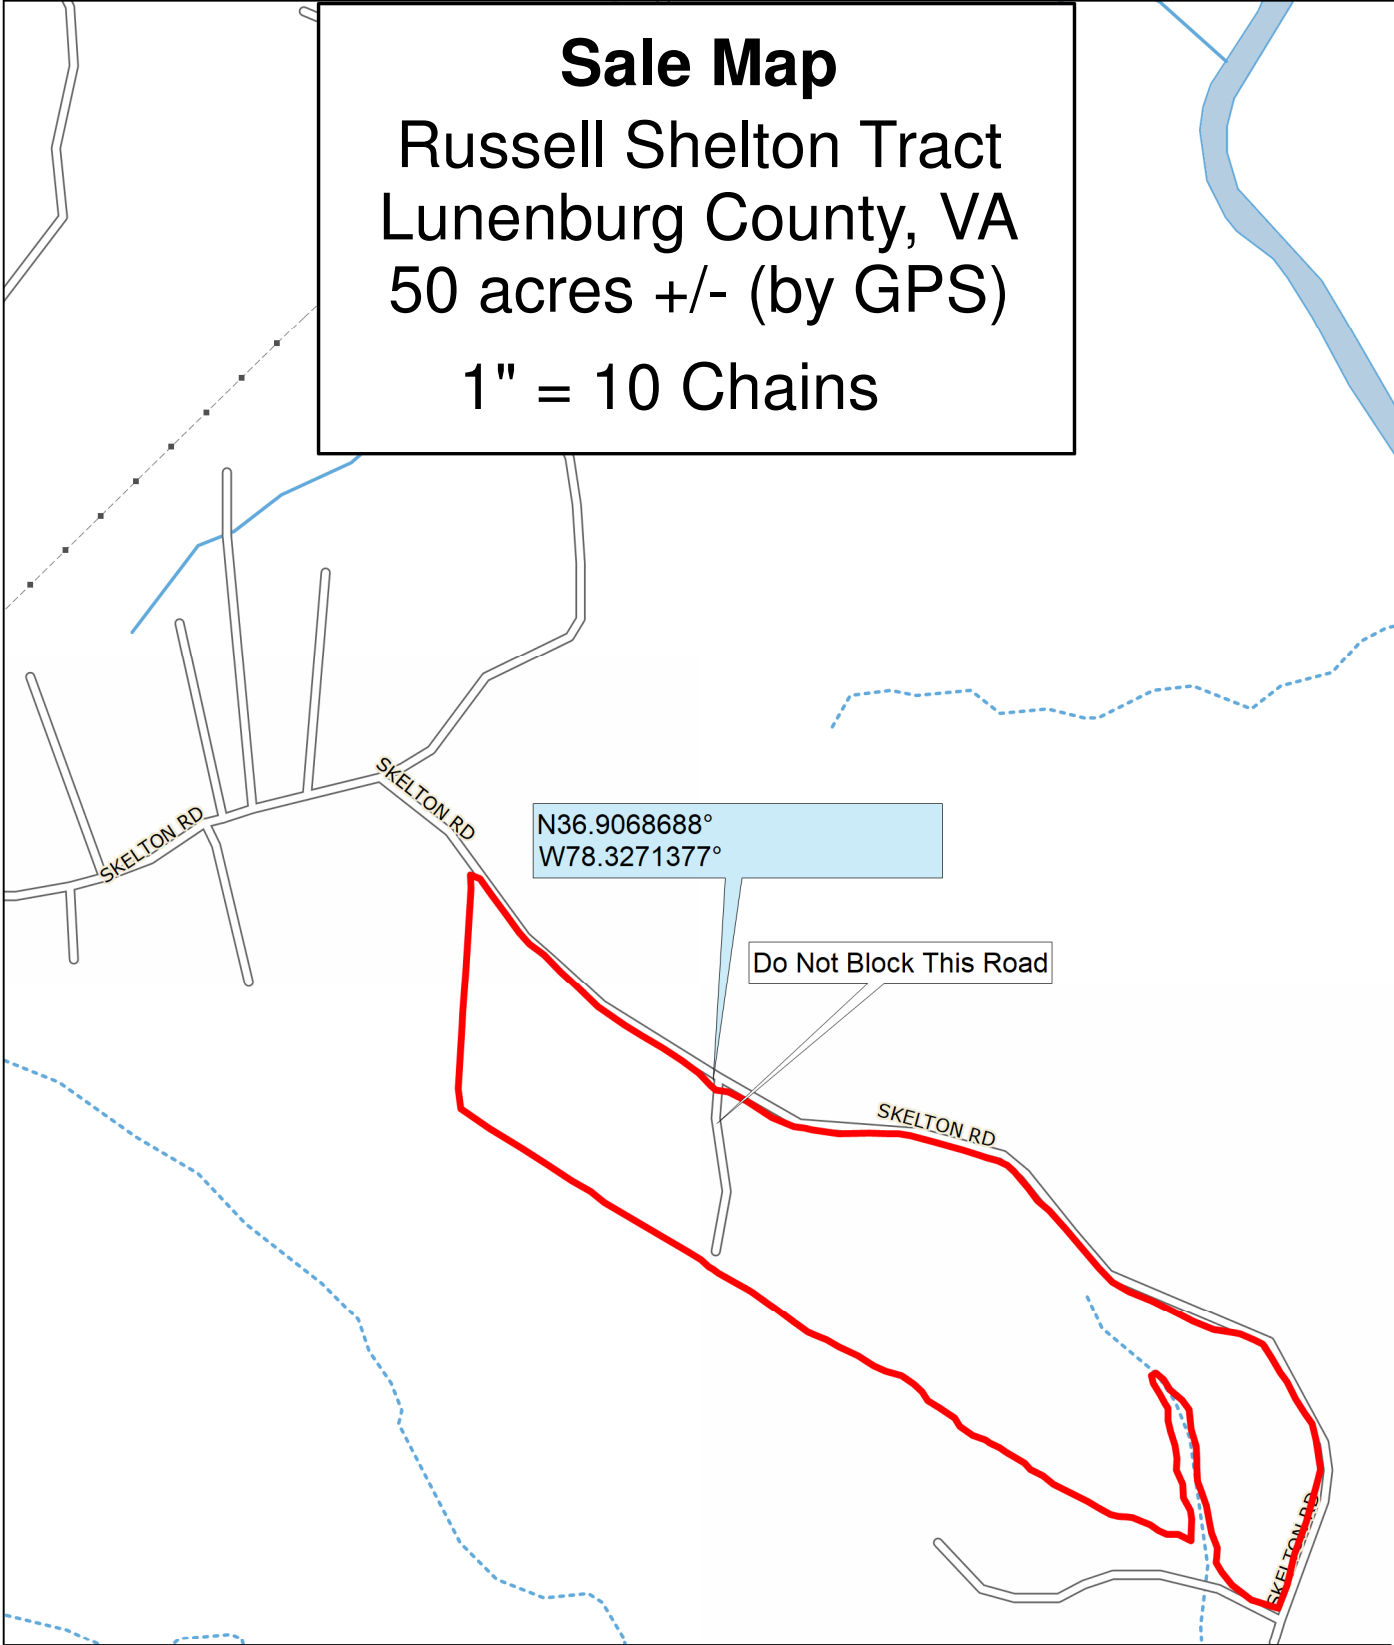 Sale Map
Russell Shelton Tract
Lunenburg County, VA
50 acres +/- (by GPS)
1" = 10 Chains
SKELTON RD
SKELTON RD
N36.9068688°
W78.3271377°
Do Not Block This Road
SKELTON RD
SKELTON RD